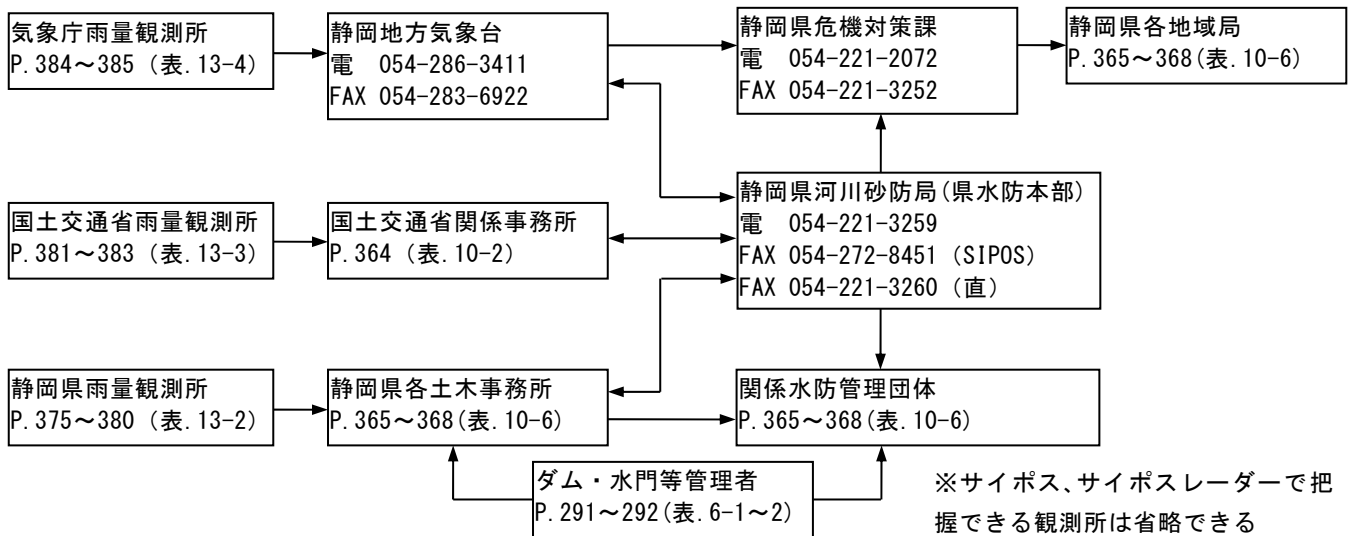 気象庁雨量観測所
P.384～385 (表.13-4)
静岡地方気象台
電　054-286-3411
FAX 054-283-6922
静岡県危機対策課
電　054-221-2072
FAX 054-221-3252
静岡県各地域局
P.365～368(表.10-6)
国土交通省雨量観測所
P.381～383 (表.13-3)
国土交通省関係事務所
P.364 (表.10-2)
静岡県河川砂防局(県水防本部)
電　054-221-3259
FAX 054-272-8451 (SIPOS)
FAX 054-221-3260 (直)
静岡県雨量観測所
P.375～380 (表.13-2)
静岡県各土木事務所
P.365～368(表.10-6)
関係水防管理団体
P.365～368(表.10-6)
ダム・水門等管理者
P.291～292(表.6-1～2)
※サイポス、サイポスレーダーで把
握できる観測所は省略できる